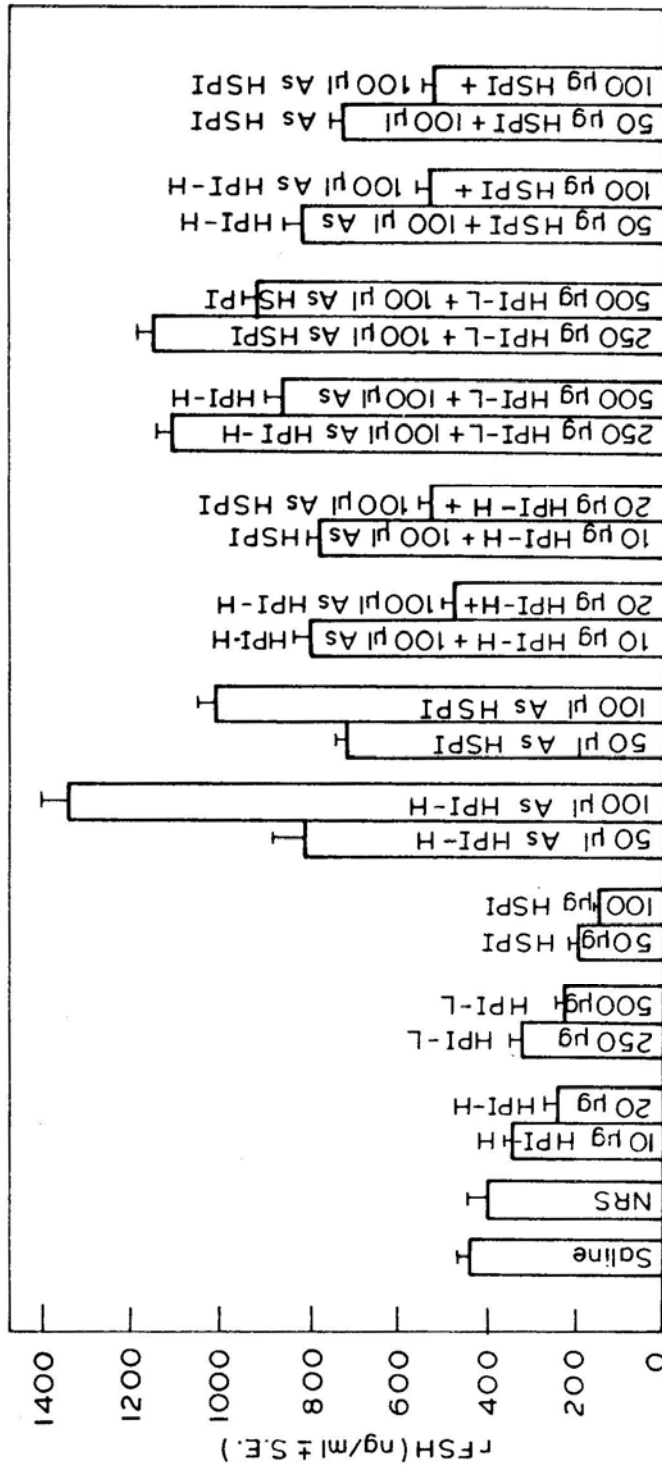 rFSH (ng/ml ± S.E.)
1400
1200
1000
800
600
400
200
0
Saline
NRS
10 µg HPI-H
20 µg HPI-H
250 µg HPI-L
500 µg HPI-L
50 µg HSPI
100 µg HSPI
50 µl As HPI-H
100 µl As HPI-H
50 µl As HSPI
100 µl As HSPI
10 µg HPI-H + 100 µl As HPI-H
20 µg HPI-H + 100 µl As HPI-H
10 µg HPI-H + 100 µl As HSPI
20 µg HPI-H + 100 µl As HSPI
250 µg HPI-L + 100 µl As HPI-H
500 µg HPI-L + 100 µl As HPI-H
250 µg HPI-L + 100 µl As HSPI
500 µg HPI-L + 100 µl As HSPI
50 µg HSPI + 100 µl As HPI-H
100 µg HSPI + 100 µl As HPI-H
50 µg HSPI + 100 µl As HSPI
100 µg HSPI + 100 µl As HSPI